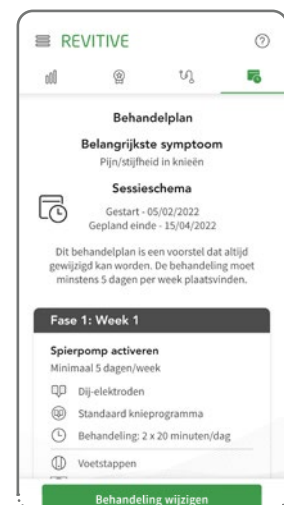 REVITIVE
Behandelplan
Belangrijkste symptoom
Pijn/stijfheid in knieën
Sessieschema
Gestart - 05/02/2022
Gepland einde - 15/04/2022
Dit behandelplan is een voorstel dat altijd
gewijzigd kan worden. De behandeling moet
minstens 5 dagen per week plaatsvinden.
Fase 1: Week 1
Spierpomp activeren
Minimaal 5 dagen/week
Dij-elektroden
Standaard knieprogramma
Behandeling: 2 x 20 minuten/dag
Voetstappen
Behandeling wijzigen